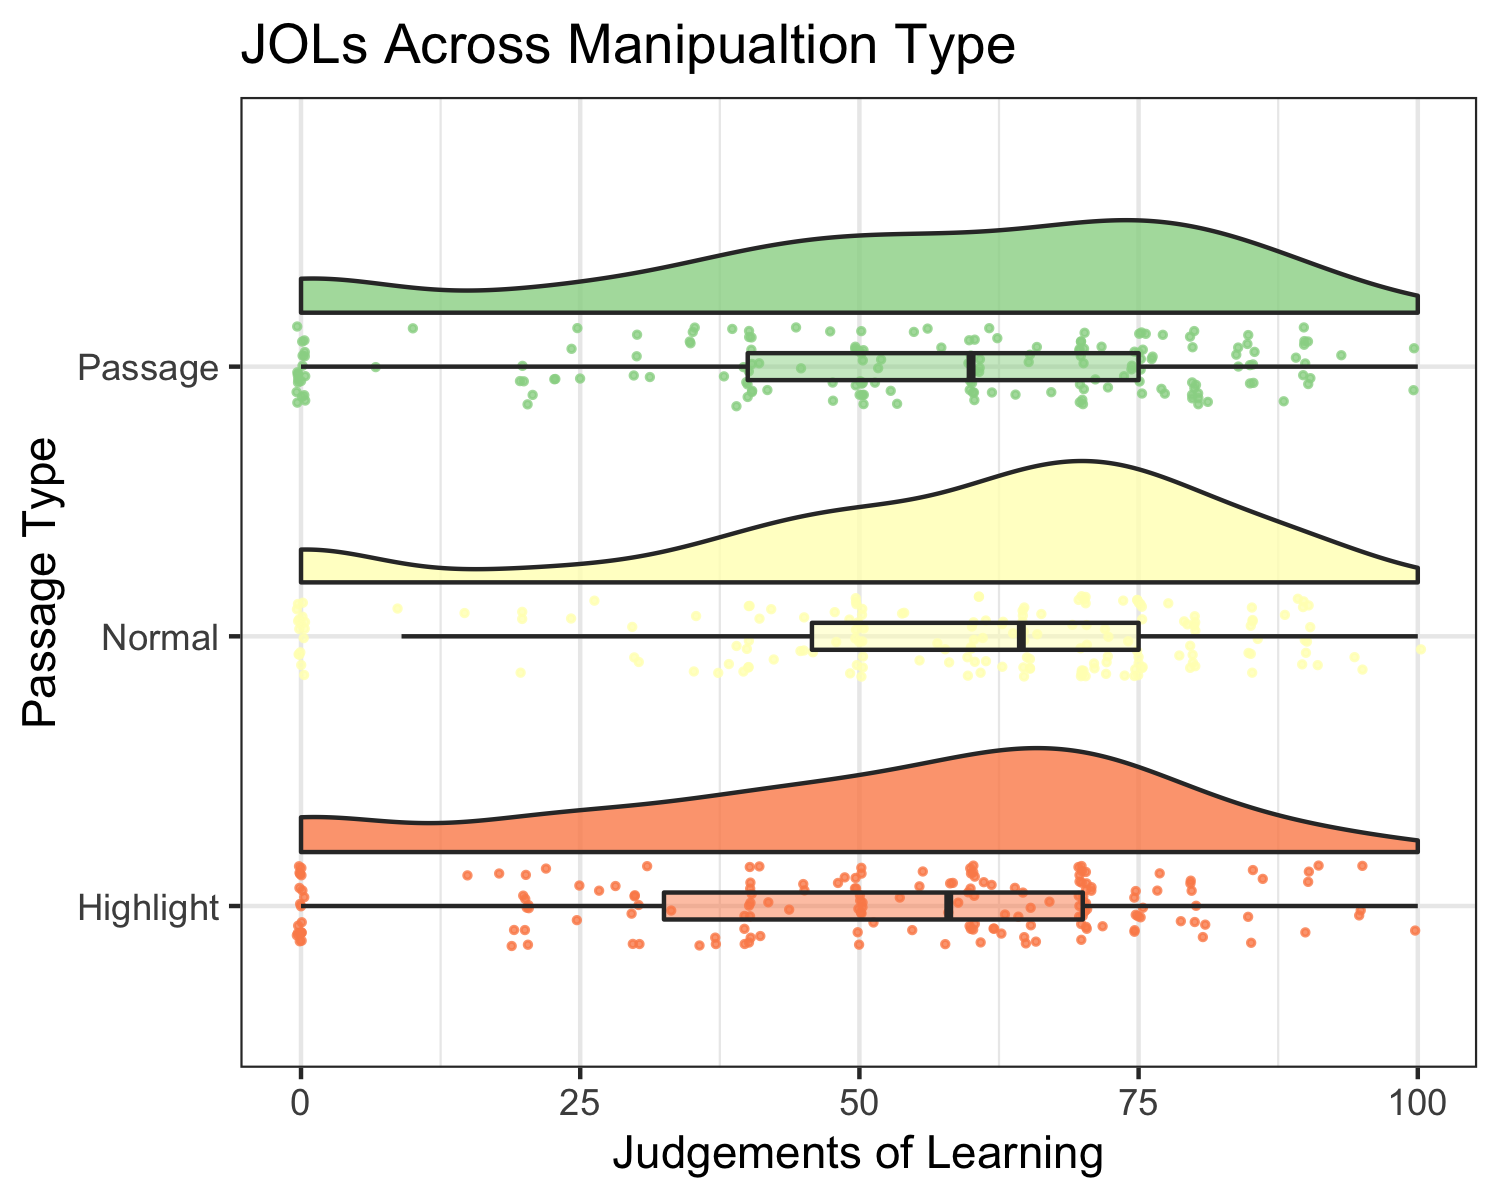 JOLs Across Manipualtion Type
Passage Type
Passage
Normal
Highlight
0 25 50 75 100
Judgements of Learning